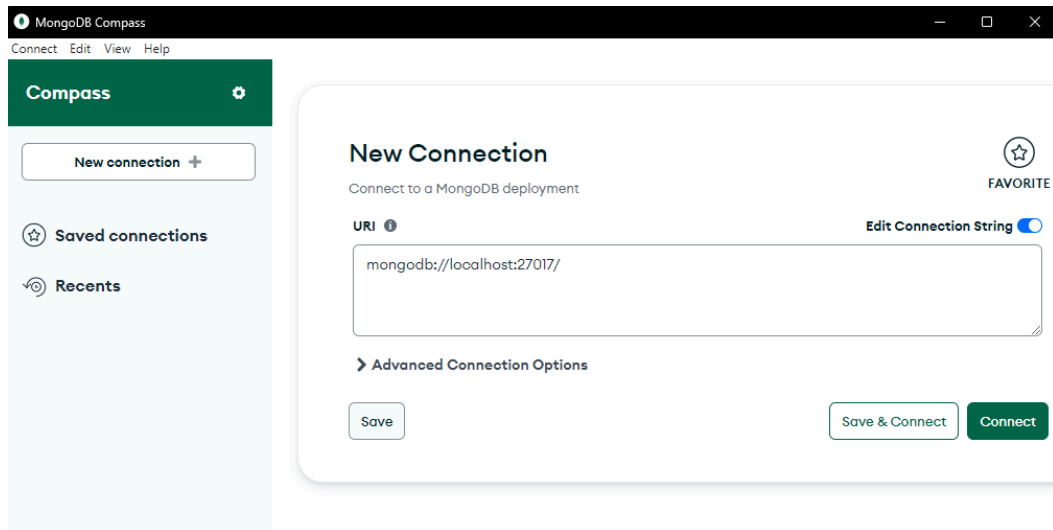 MongoDB Compass
Connect Edit View Help
Compass
New connection
Saved connections
Recents
New Connection
Connect to a MongoDB deployment
FAVORITE
URI
Edit Connection String
mongodb://localhost:27017/
Advanced Connection Options
Save
Save & Connect
Connect